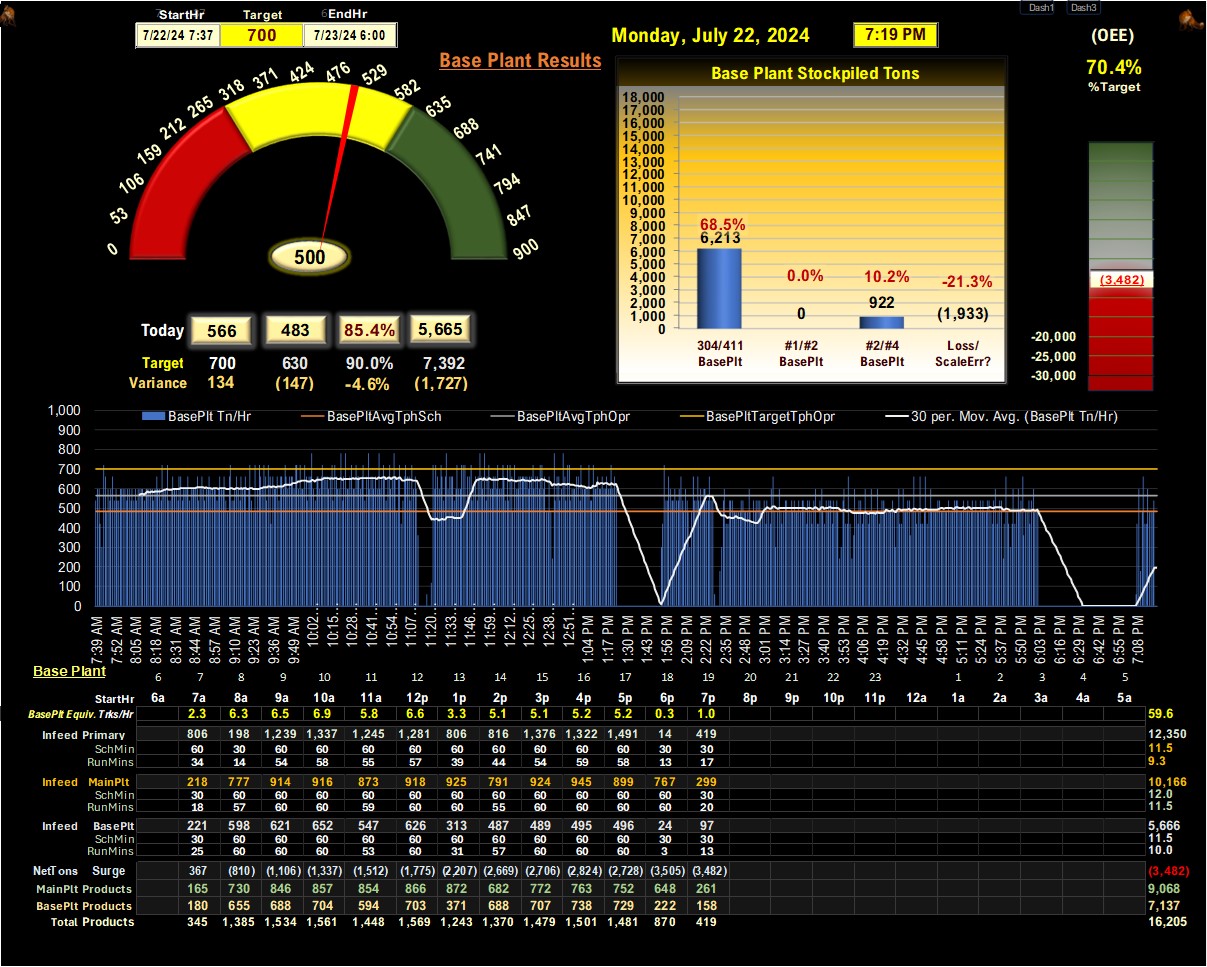 Dash1 Dash3
StartHr Target EndHr
7/22/24 7:37 700 7/23/24 6:00
Monday, July 22, 2024 7:19 PM
(OEE)
70.4%
%Target
Base Plant Results
0 53 106 159 212 265 318 371 424 476 529 582 635 688 741 794 847 900
500
Today 566 483 85.4% 5,665
Target 700 630 90.0% 7,392
Variance 134 (147) -4.6% (1,727)
Base Plant Stockpiled Tons
18,000
17,000
16,000
15,000
14,000
13,000
12,000
11,000
10,000
9,000
8,000
7,000
6,000
5,000
4,000
3,000
2,000
1,000
0
68.5% 0.0% 10.2% -21.3%
6,213 0 922 (1,933)
304/411 #1/#2 #2/#4 Loss/
BasePlt BasePlt BasePlt ScaleErr?
(3,482)
-20,000
-25,000
-30,000
BasePlt Tn/Hr BasePltAvgTphSch BasePltAvgTphOpr BasePltTargetTphOpr 30 per. Mov. Avg. (BasePlt Tn/Hr)
1,000
900
800
700
600
500
400
300
200
100
0
7:39 AM 7:52 AM 8:05 AM 8:18 AM 8:31 AM 8:44 AM 8:57 AM 9:10 AM 9:23 AM 9:36 AM 9:49 AM 10:02... 10:15... 10:28... 10:41... 10:54... 11:07... 11:20... 11:33... 11:46... 11:59... 12:12... 12:25... 12:38... 12:51... 1:04 PM 1:17 PM 1:30 PM 1:43 PM 1:56 PM 2:09 PM 2:22 PM 2:35 PM 2:48 PM 3:01 PM 3:14 PM 3:27 PM 3:40 PM 3:53 PM 4:06 PM 4:19 PM 4:32 PM 4:45 PM 4:58 PM 5:11 PM 5:24 PM 5:37 PM 5:50 PM 6:03 PM 6:16 PM 6:29 PM 6:42 PM 6:55 PM 7:08 PM
Base Plant
6 7 8 9 10 11 12 13 14 15 16 17 18 19 20 21 22 23 1 2 3 4 5
StartHr 6a 7a 8a 9a 10a 11a 12p 1p 2p 3p 4p 5p 6p 7p 8p 9p 10p 11p 12a 1a 2a 3a 4a 5a
BasePlt Equiv. Trks/Hr 2.3 6.3 6.5 6.9 5.8 6.6 3.3 5.1 5.1 5.2 5.2 0.3 1.0 59.6
Infeed Primary 806 198 1,239 1,337 1,245 1,281 806 816 1,376 1,322 1,491 14 419 12,350
SchMin 60 30 60 60 60 60 60 60 60 60 60 30 30 11.5
RunMins 34 14 54 58 55 57 39 44 54 59 58 13 17 9.3
Infeed MainPlt 218 777 914 916 873 918 925 791 924 945 899 767 299 10,166
SchMin 30 60 60 60 60 60 60 60 60 60 60 60 30 12.0
RunMins 18 57 60 60 59 60 60 55 60 60 60 60 20 11.5
Infeed BasePlt 221 598 621 652 547 626 313 487 489 495 496 24 97 5,666
SchMin 30 60 60 60 60 60 60 60 60 60 60 30 30 11.5
RunMins 25 60 60 60 53 60 31 57 60 60 60 3 13 10.0
NetTons Surge 367 (810) (1,106) (1,337) (1,512) (1,775) (2,207) (2,669) (2,706) (2,824) (2,728) (3,505) (3,482) (3,482)
MainPlt Products 165 730 846 857 854 866 872 682 772 763 752 648 261 9,068
BasePlt Products 180 655 688 704 594 703 371 688 707 738 729 222 158 7,137
Total Products 345 1,385 1,534 1,561 1,448 1,569 1,243 1,370 1,479 1,501 1,481 870 419 16,205